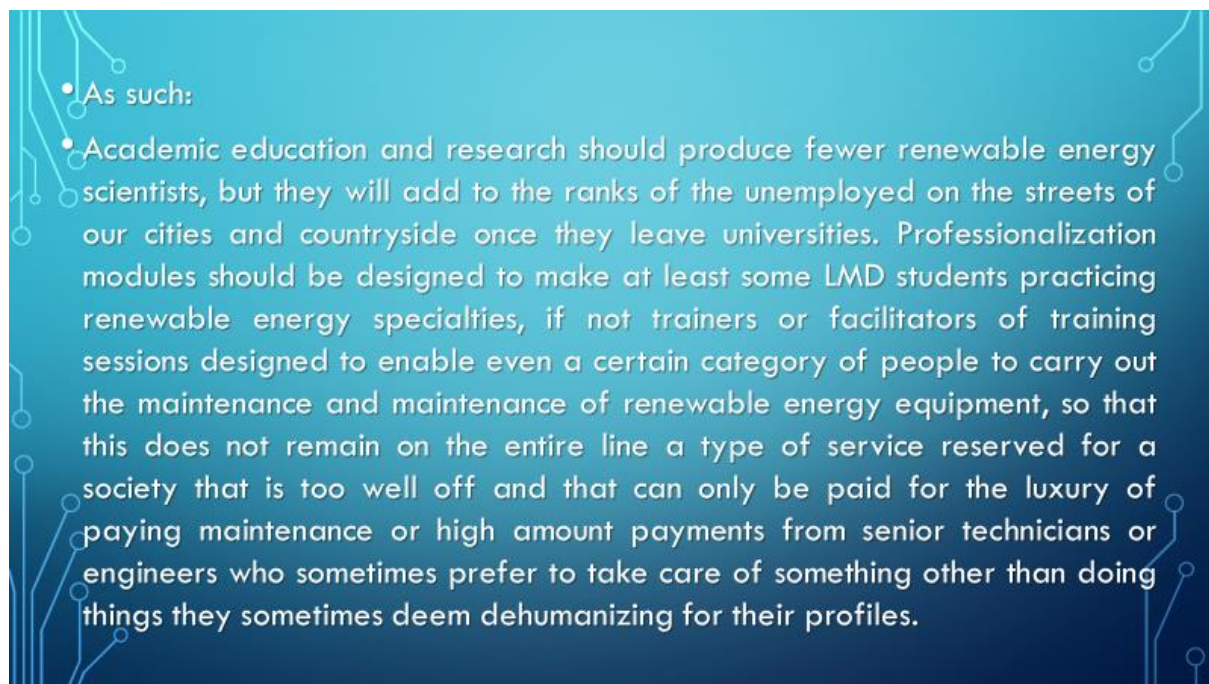 • As such:
• Academic education and research should produce fewer renewable energy
scientists, but they will add to the ranks of the unemployed on the streets of
our cities and countryside once they leave universities. Professionalization
modules should be designed to make at least some LMD students practicing
renewable energy specialties, if not trainers or facilitators of training
sessions designed to enable even a certain category of people to carry out
the maintenance and maintenance of renewable energy equipment, so that
this does not remain on the entire line a type of service reserved for a
society that is too well off and that can only be paid for the luxury of
paying maintenance or high amount payments from senior technicians or
engineers who sometimes prefer to take care of something other than doing
things they sometimes deem dehumanizing for their profiles.